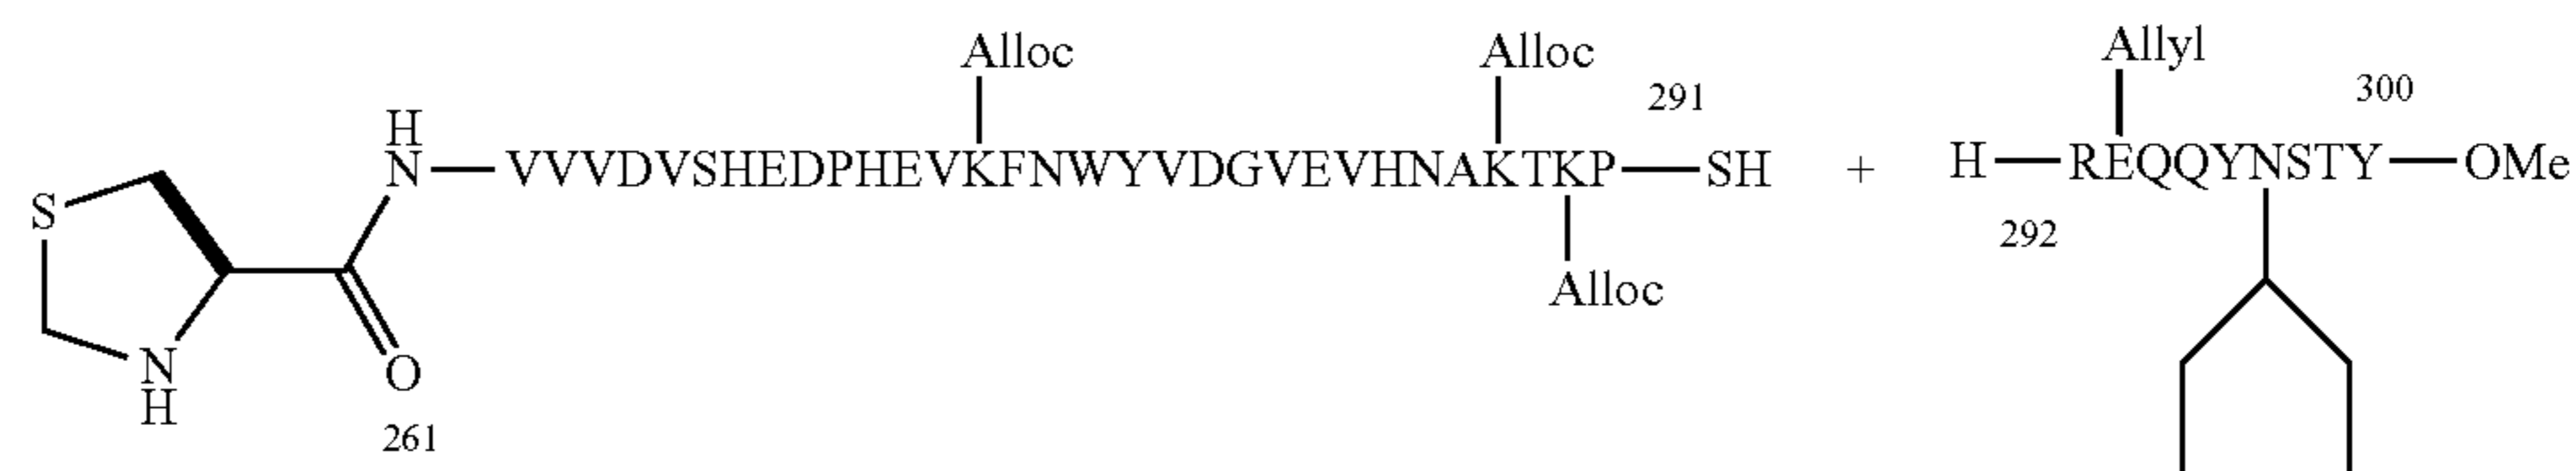 Alloc
Alloc
Allyl
291
300
H
N
VVVDVSHEDPHEVKFNWYVDGVEVHNAKTKP
SH
+
H
REQQYNSTY
OMe
S
292
Alloc
N
H
O
261